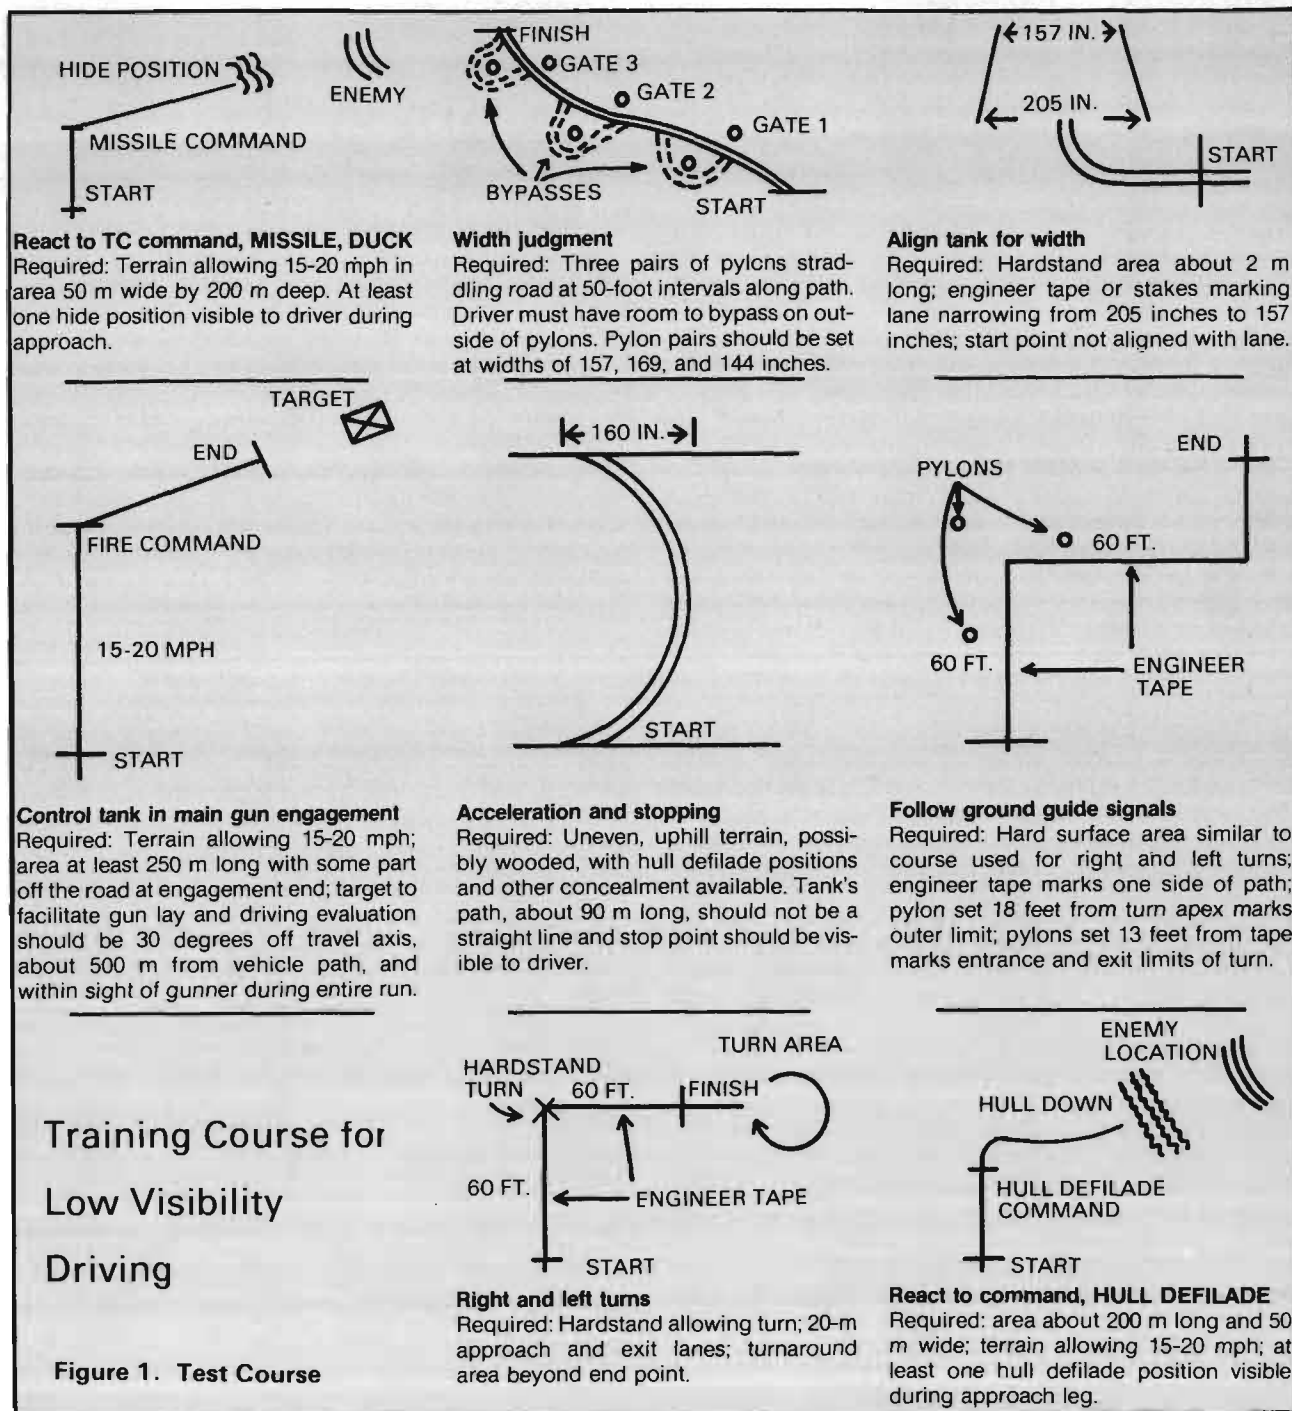 HIDE POSITION
ENEMY
MISSILE COMMAND
START
React to TC command, MISSILE, DUCK
Required: Terrain allowing 15-20 mph in
area 50 m wide by 200 m deep. At least
one hide position visible to driver during
approach.
FINISH
GATE 3
GATE 2
GATE 1
BYPASSES
START
Width judgment
Required: Three pairs of pylons strad-
dling road at 50-foot intervals along path.
Driver must have room to bypass on out-
side of pylons. Pylon pairs should be set
at widths of 157, 169, and 144 inches.
157 IN.
205 IN.
START
Align tank for width
Required: Hardstand area about 2 m
long; engineer tape or stakes marking
lane narrowing from 205 inches to 157
inches; start point not aligned with lane.
TARGET
END
FIRE COMMAND
15-20 MPH
START
Control tank in main gun engagement
Required: Terrain allowing 15-20 mph;
area at least 250 m long with some part
off the road at engagement end; target to
facilitate gun lay and driving evaluation
should be 30 degrees off travel axis,
about 500 m from vehicle path, and
within sight of gunner during entire run.
160 IN.
START
Acceleration and stopping
Required: Uneven, uphill terrain, possi-
bly wooded, with hull defilade positions
and other concealment available. Tank's
path, about 90 m long, should not be a
straight line and stop point should be vis-
ible to driver.
END
PYLONS
60 FT.
60 FT.
ENGINEER
TAPE
Follow ground guide signals
Required: Hard surface area similar to
course used for right and left turns;
engineer tape marks one side of path;
pylon set 18 feet from turn apex marks
outer limit; pylons set 13 feet from tape
marks entrance and exit limits of turn.
Training Course for
Low Visibility
Driving
Figure 1. Test Course
TURN AREA
HARDSTAND
TURN
60 FT.
FINISH
60 FT.
ENGINEER TAPE
START
Right and left turns
Required: Hardstand allowing turn; 20-m
approach and exit lanes; turnaround
area beyond end point.
ENEMY
LOCATION
HULL DOWN
HULL DEFILADE
COMMAND
START
React to command, HULL DEFILADE
Required: area about 200 m long and 50
m wide; terrain allowing 15-20 mph; at
least one hull defilade position visible
during approach leg.